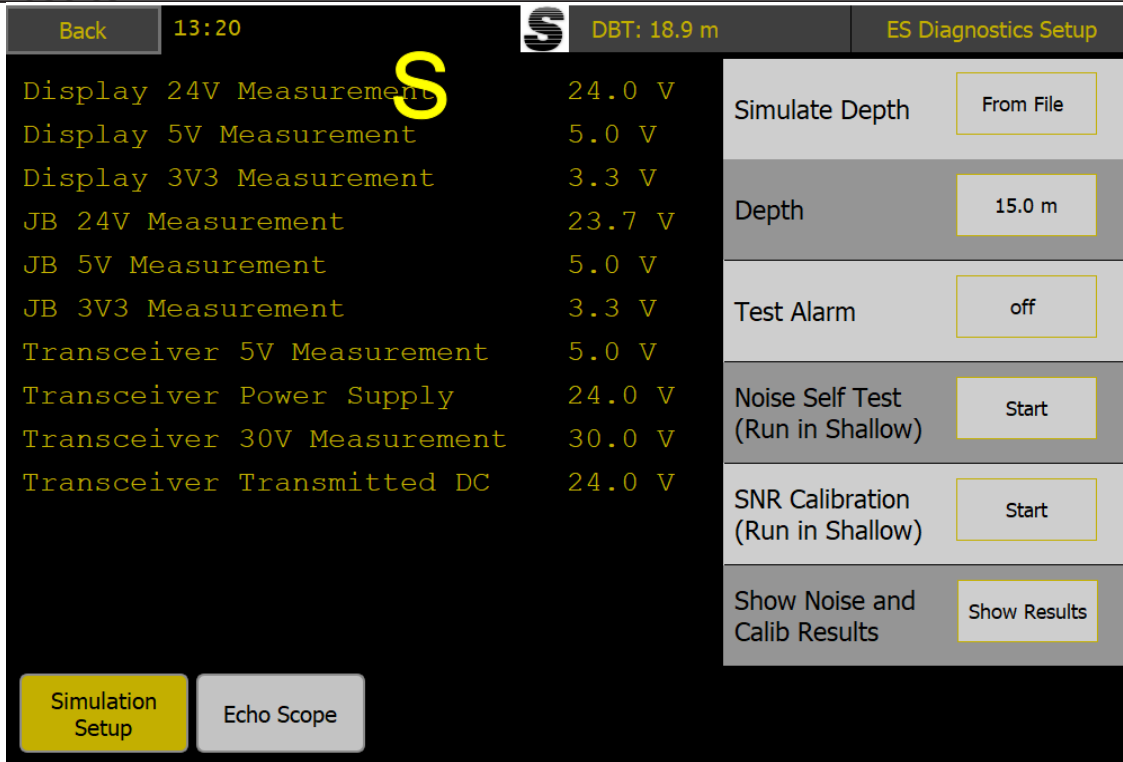 Back 13:20 S DBT: 18.9 m ES Diagnostics Setup
S
Display 24V Measurement 24.0 V
Display 5V Measurement 5.0 V
Display 3V3 Measurement 3.3 V
JB 24V Measurement 23.7 V
JB 5V Measurement 5.0 V
JB 3V3 Measurement 3.3 V
Transceiver 5V Measurement 5.0 V
Transceiver Power Supply 24.0 V
Transceiver 30V Measurement 30.0 V
Transceiver Transmitted DC 24.0 V
Simulate Depth From File
Depth 15.0 m
Test Alarm off
Noise Self Test
(Run in Shallow) Start
SNR Calibration
(Run in Shallow) Start
Show Noise and
Calib Results Show Results
Simulation
Setup
Echo Scope